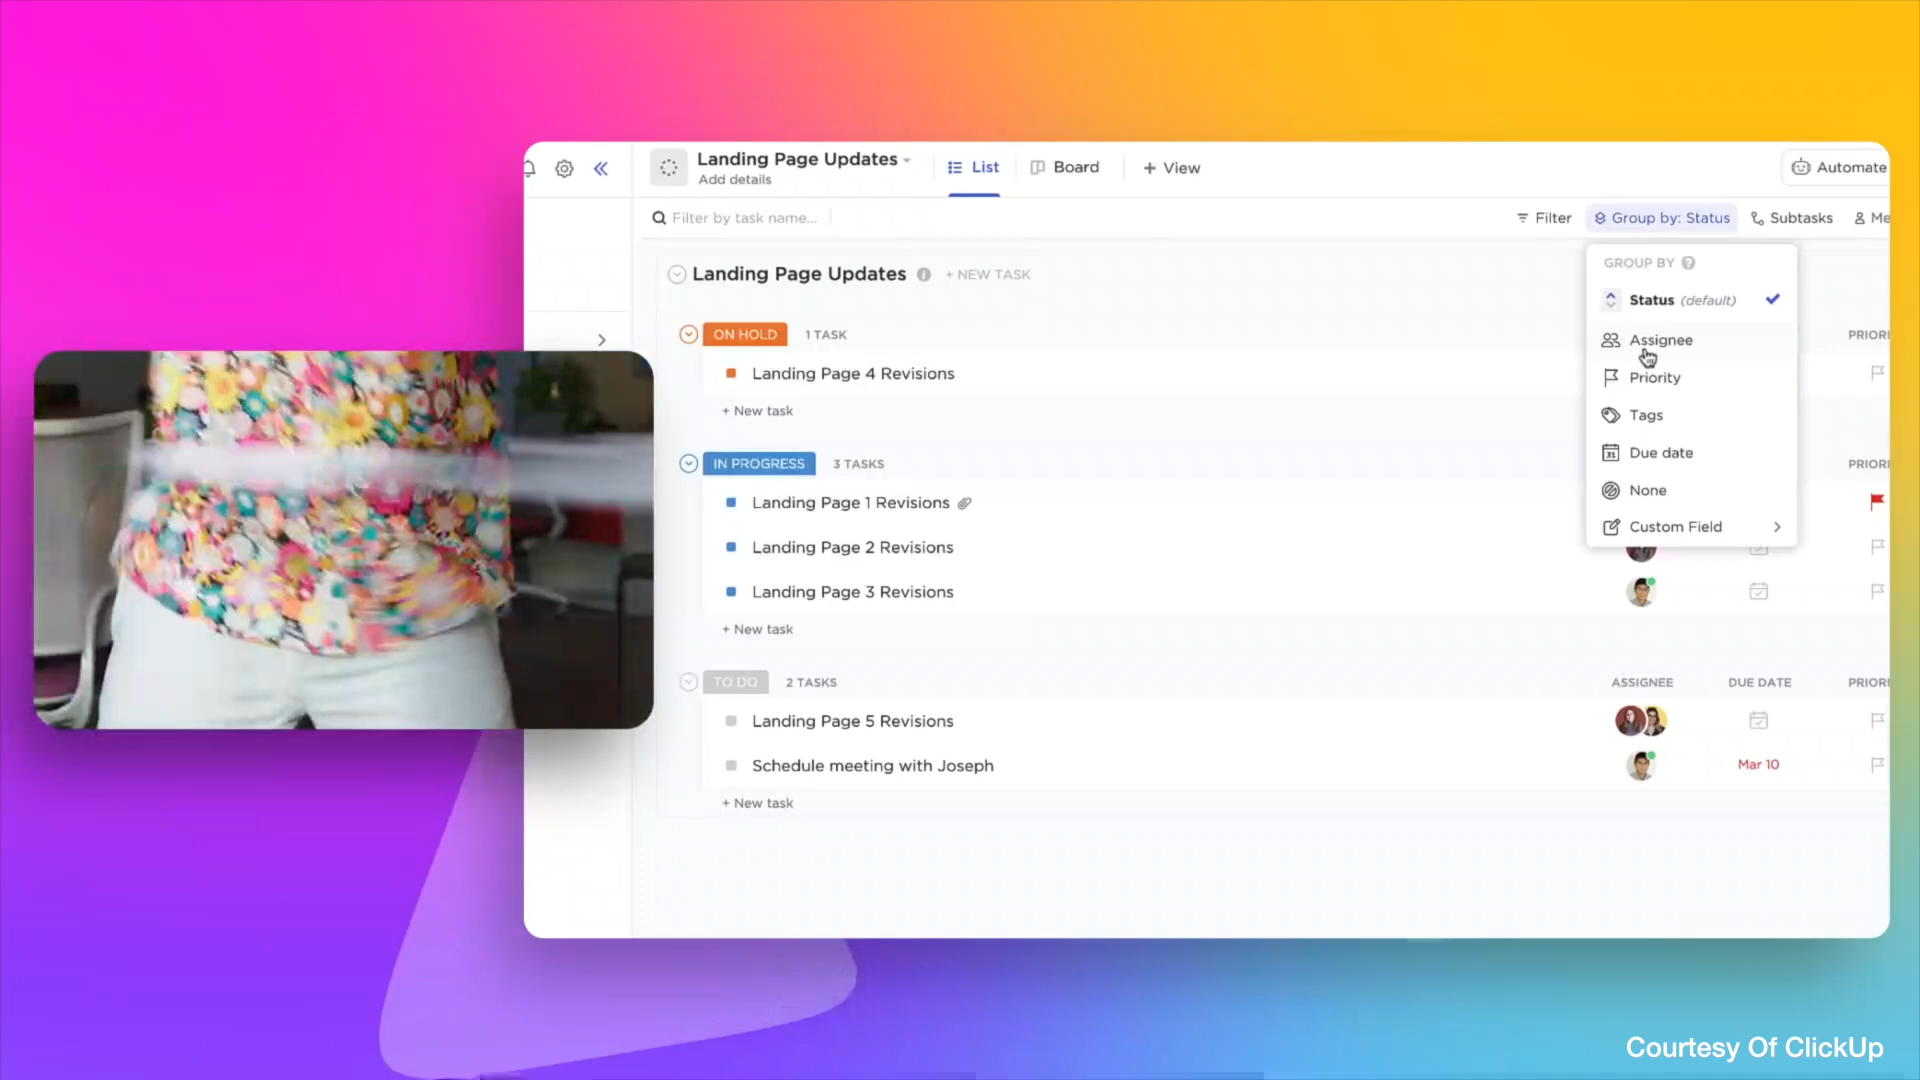 Landing Page Updates
Add details
List
Board
+ View
Automate
Filter by task name...
Filter
Group by: Status
Subtasks
Me
Landing Page Updates
+ NEW TASK
GROUP BY ?
Status (default)
Assignee
Priority
Tags
Due date
None
Custom Field
ON HOLD
1 TASK
PRIORI
Landing Page 4 Revisions
+ New task
IN PROGRESS
3 TASKS
PRIORI
Landing Page 1 Revisions
Landing Page 2 Revisions
Landing Page 3 Revisions
+ New task
TO DO
2 TASKS
ASSIGNEE
DUE DATE
PRIORI
Landing Page 5 Revisions
Schedule meeting with Joseph
Mar 10
+ New task
Courtesy Of ClickUp